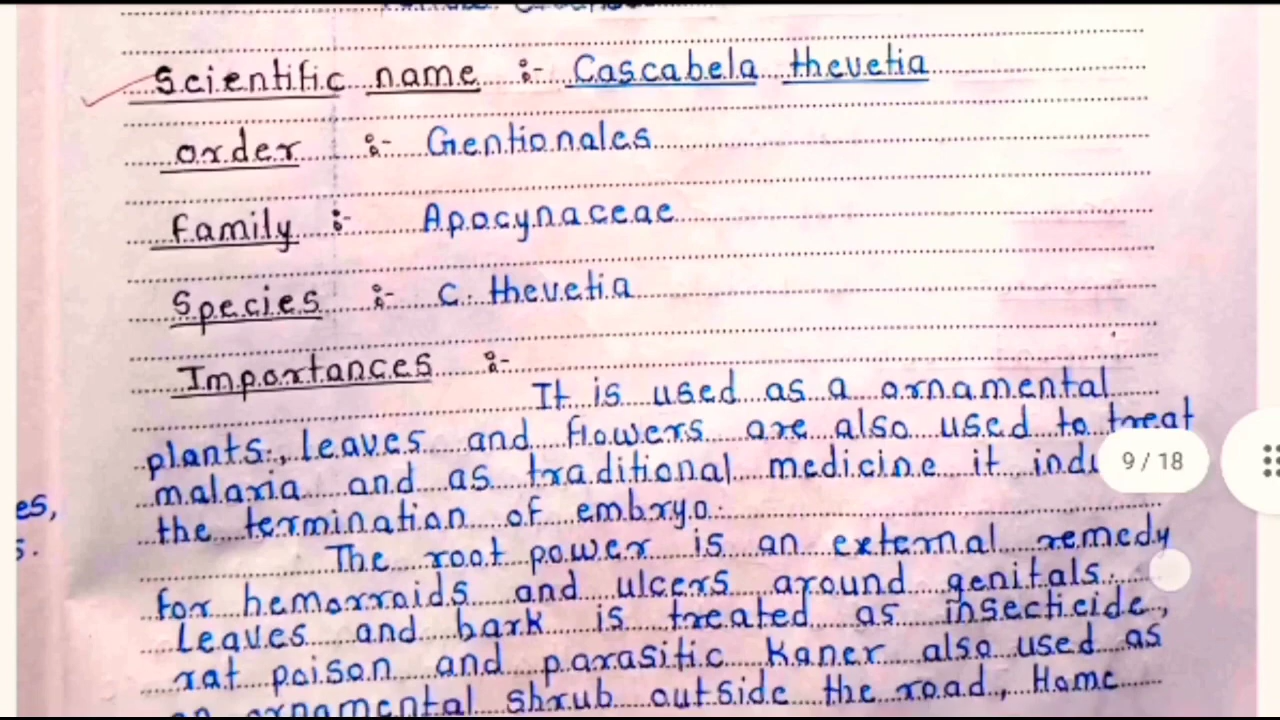 Scientific name :- Cascabela thevetia
order :- Gentionales
family :- Apocynaceae
Species :- C. thevetia
Importances :-
It is used as a ornamental
plants., leaves and flowers are also used to treat
malaria and as traditional medicine it
the termination of embryo.
The root power is an external remedy
es,
s.
for hemorroids and ulcers around genitals.
Leaves and bark is treated as insecticide,
rat poison and parasitic Kaner also used as
an ornamental shrub outside the road, Home
9 / 18